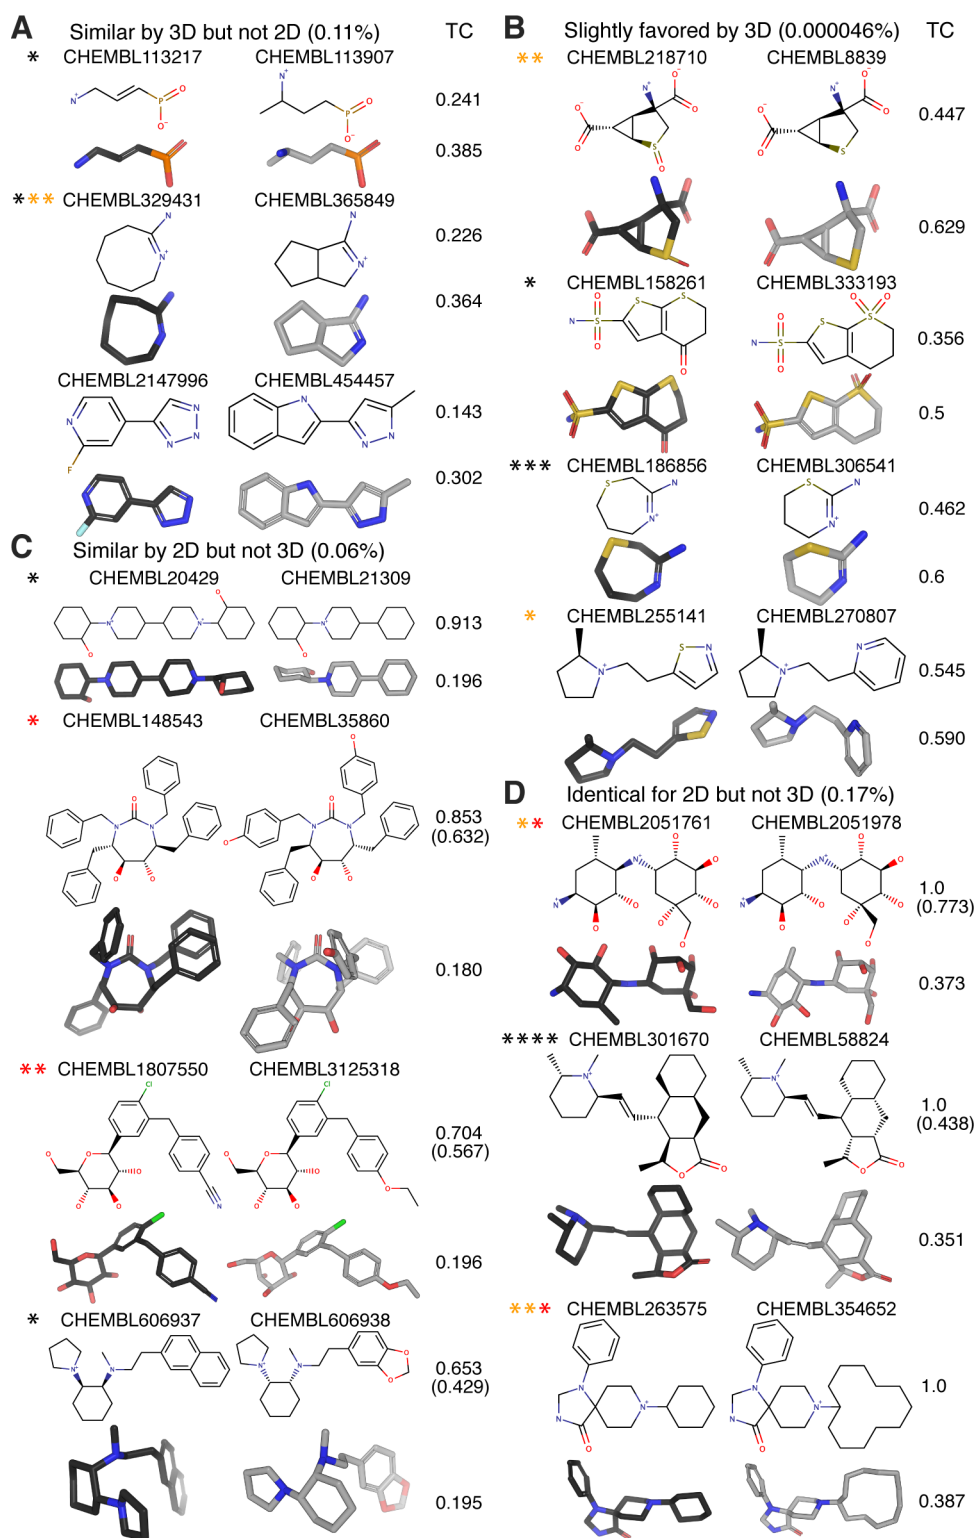 A Similar by 3D but not 2D (0.11%) TC
* CHEMBL113217 CHEMBL113907
0.241
0.385
*** CHEMBL329431 CHEMBL365849
0.226
0.364
CHEMBL2147996 CHEMBL454457
0.143
0.302
B Slightly favored by 3D (0.000046%) TC
** CHEMBL218710 CHEMBL8839
0.447
0.629
* CHEMBL158261 CHEMBL333193
0.356
0.5
*** CHEMBL186856 CHEMBL306541
0.462
0.6
* CHEMBL255141 CHEMBL270807
0.545
0.590
C Similar by 2D but not 3D (0.06%)
* CHEMBL20429 CHEMBL21309
0.913
0.196
* CHEMBL148543 CHEMBL35860
0.853
(0.632)
0.180
** CHEMBL1807550 CHEMBL3125318
0.704
(0.567)
0.196
* CHEMBL606937 CHEMBL606938
0.653
(0.429)
0.195
D Identical for 2D but not 3D (0.17%)
** CHEMBL2051761 CHEMBL2051978
1.0
(0.773)
0.373
**** CHEMBL301670 CHEMBL58824
1.0
(0.438)
0.351
*** CHEMBL263575 CHEMBL354652
1.0
0.387